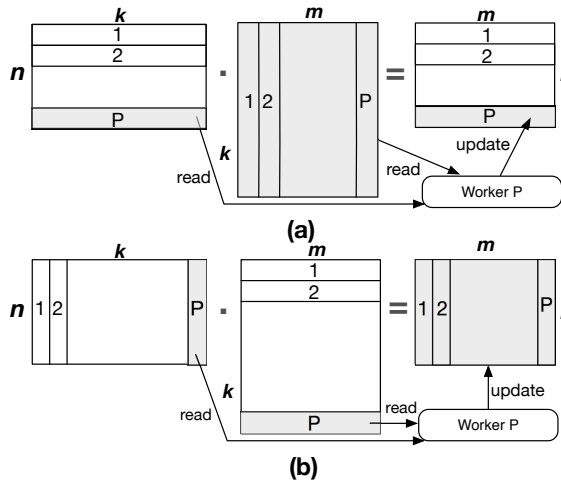 k
m
m
n
1
2
P
·
1 2 P
k
=
1
2
P
read
read
update
Worker P
(a)
k
m
m
n
1 2 P
·
1
2
k
P
=
1 2 P
read
read
update
Worker P
(b)